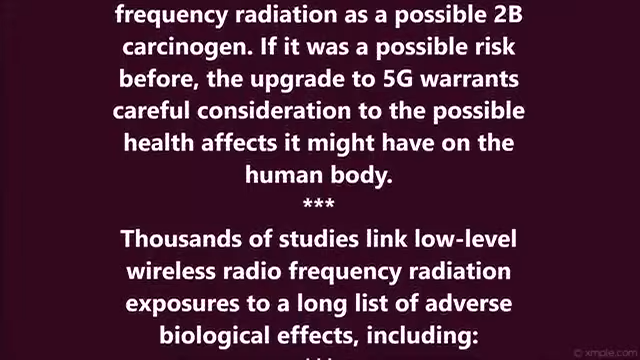 frequency radiation as a possible 2B
carcinogen. If it was a possible risk
before, the upgrade to 5G warrants
careful consideration to the possible
health affects it might have on the
human body.
***
Thousands of studies link low-level
wireless radio frequency radiation
exposures to a long list of adverse
biological effects, including:
***
© xmple.com